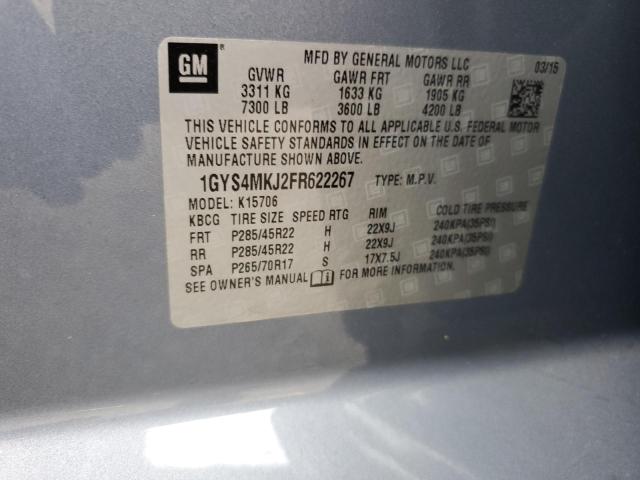 GM ® MFD BY GENERAL MOTORS LLC 03/15
GVWR GAWR FRT GAWR RR
3311 KG 1633 KG 1905 KG
7300 LB 3600 LB 4200 LB
THIS VEHICLE CONFORMS TO ALL APPLICABLE U.S. FEDERAL MOTOR
VEHICLE SAFETY STANDARDS IN EFFECT ON THE DATE OF
MANUFACTURE SHOWN ABOVE.
1GYS4MKJ2FR622267 TYPE: M.P.V.
MODEL: K15706
KBCG TIRE SIZE SPEED RTG RIM COLD TIRE PRESSURE
FRT P285/45R22 H 22X9J 240KPA(35PSI)
RR P285/45R22 H 22X9J 240KPA(35PSI)
SPA P265/70R17 S 17X7.5J 240KPA(35PSI)
SEE OWNER'S MANUAL FOR MORE INFORMATION.